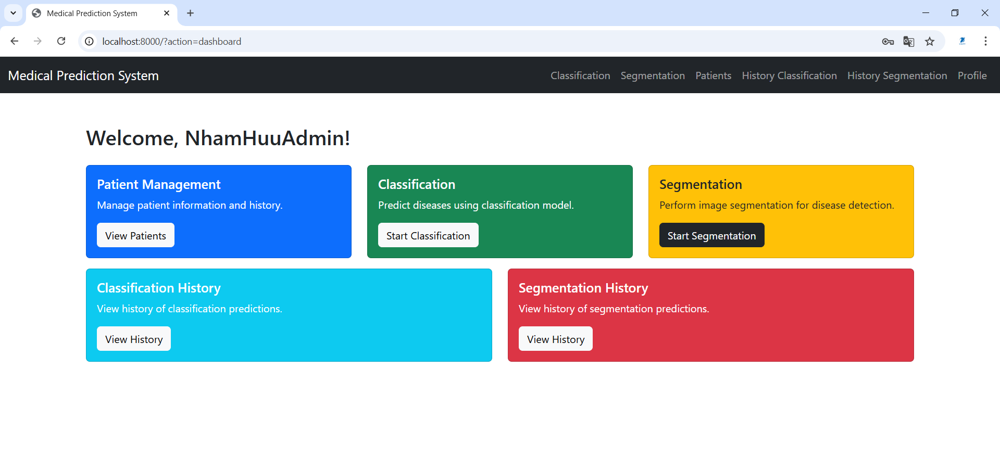 Medical Prediction System
localhost:8000/?action=dashboard
Medical Prediction System
Classification Segmentation Patients History Classification History Segmentation Profile
Welcome, NhamHuuAdmin!
Patient Management
Manage patient information and history.
View Patients
Classification
Predict diseases using classification model.
Start Classification
Segmentation
Perform image segmentation for disease detection.
Start Segmentation
Classification History
View history of classification predictions.
View History
Segmentation History
View history of segmentation predictions.
View History